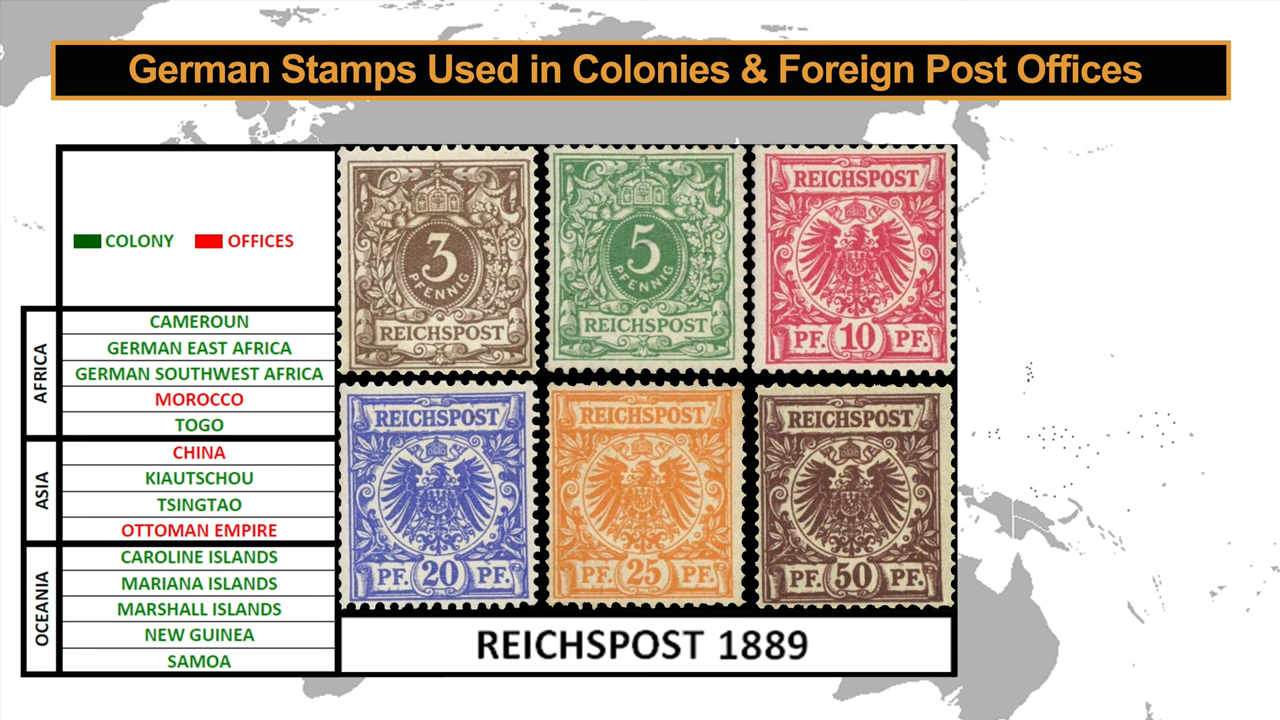 German Stamps Used in Colonies & Foreign Post Offices
COLONY OFFICES
AFRICA
CAMEROUN
GERMAN EAST AFRICA
GERMAN SOUTHWEST AFRICA
MOROCCO
TOGO
ASIA
CHINA
KIAUTSCHOU
TSINGTAO
OTTOMAN EMPIRE
OCEANIA
CAROLINE ISLANDS
MARIANA ISLANDS
MARSHALL ISLANDS
NEW GUINEA
SAMOA
3
PFENNIG
REICHSPOST
5
PFENNIG
REICHSPOST
REICHSPOST
PF. 10 PF.
REICHSPOST
PF. 20 PF.
REICHSPOST
PF. 25 PF.
REICHSPOST
PF. 50 PF.
REICHSPOST 1889